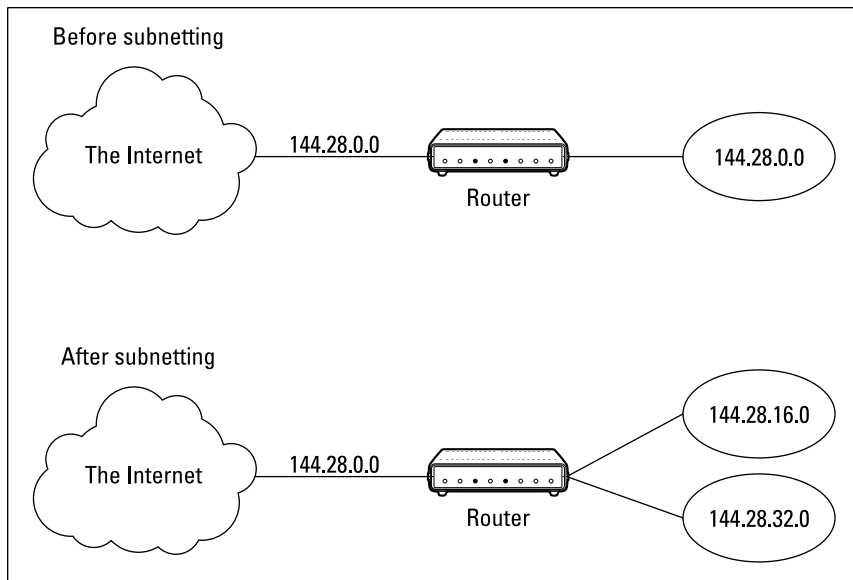 Before subnetting
The Internet
144.28.0.0
Router
144.28.0.0
After subnetting
The Internet
144.28.0.0
Router
144.28.16.0
144.28.32.0